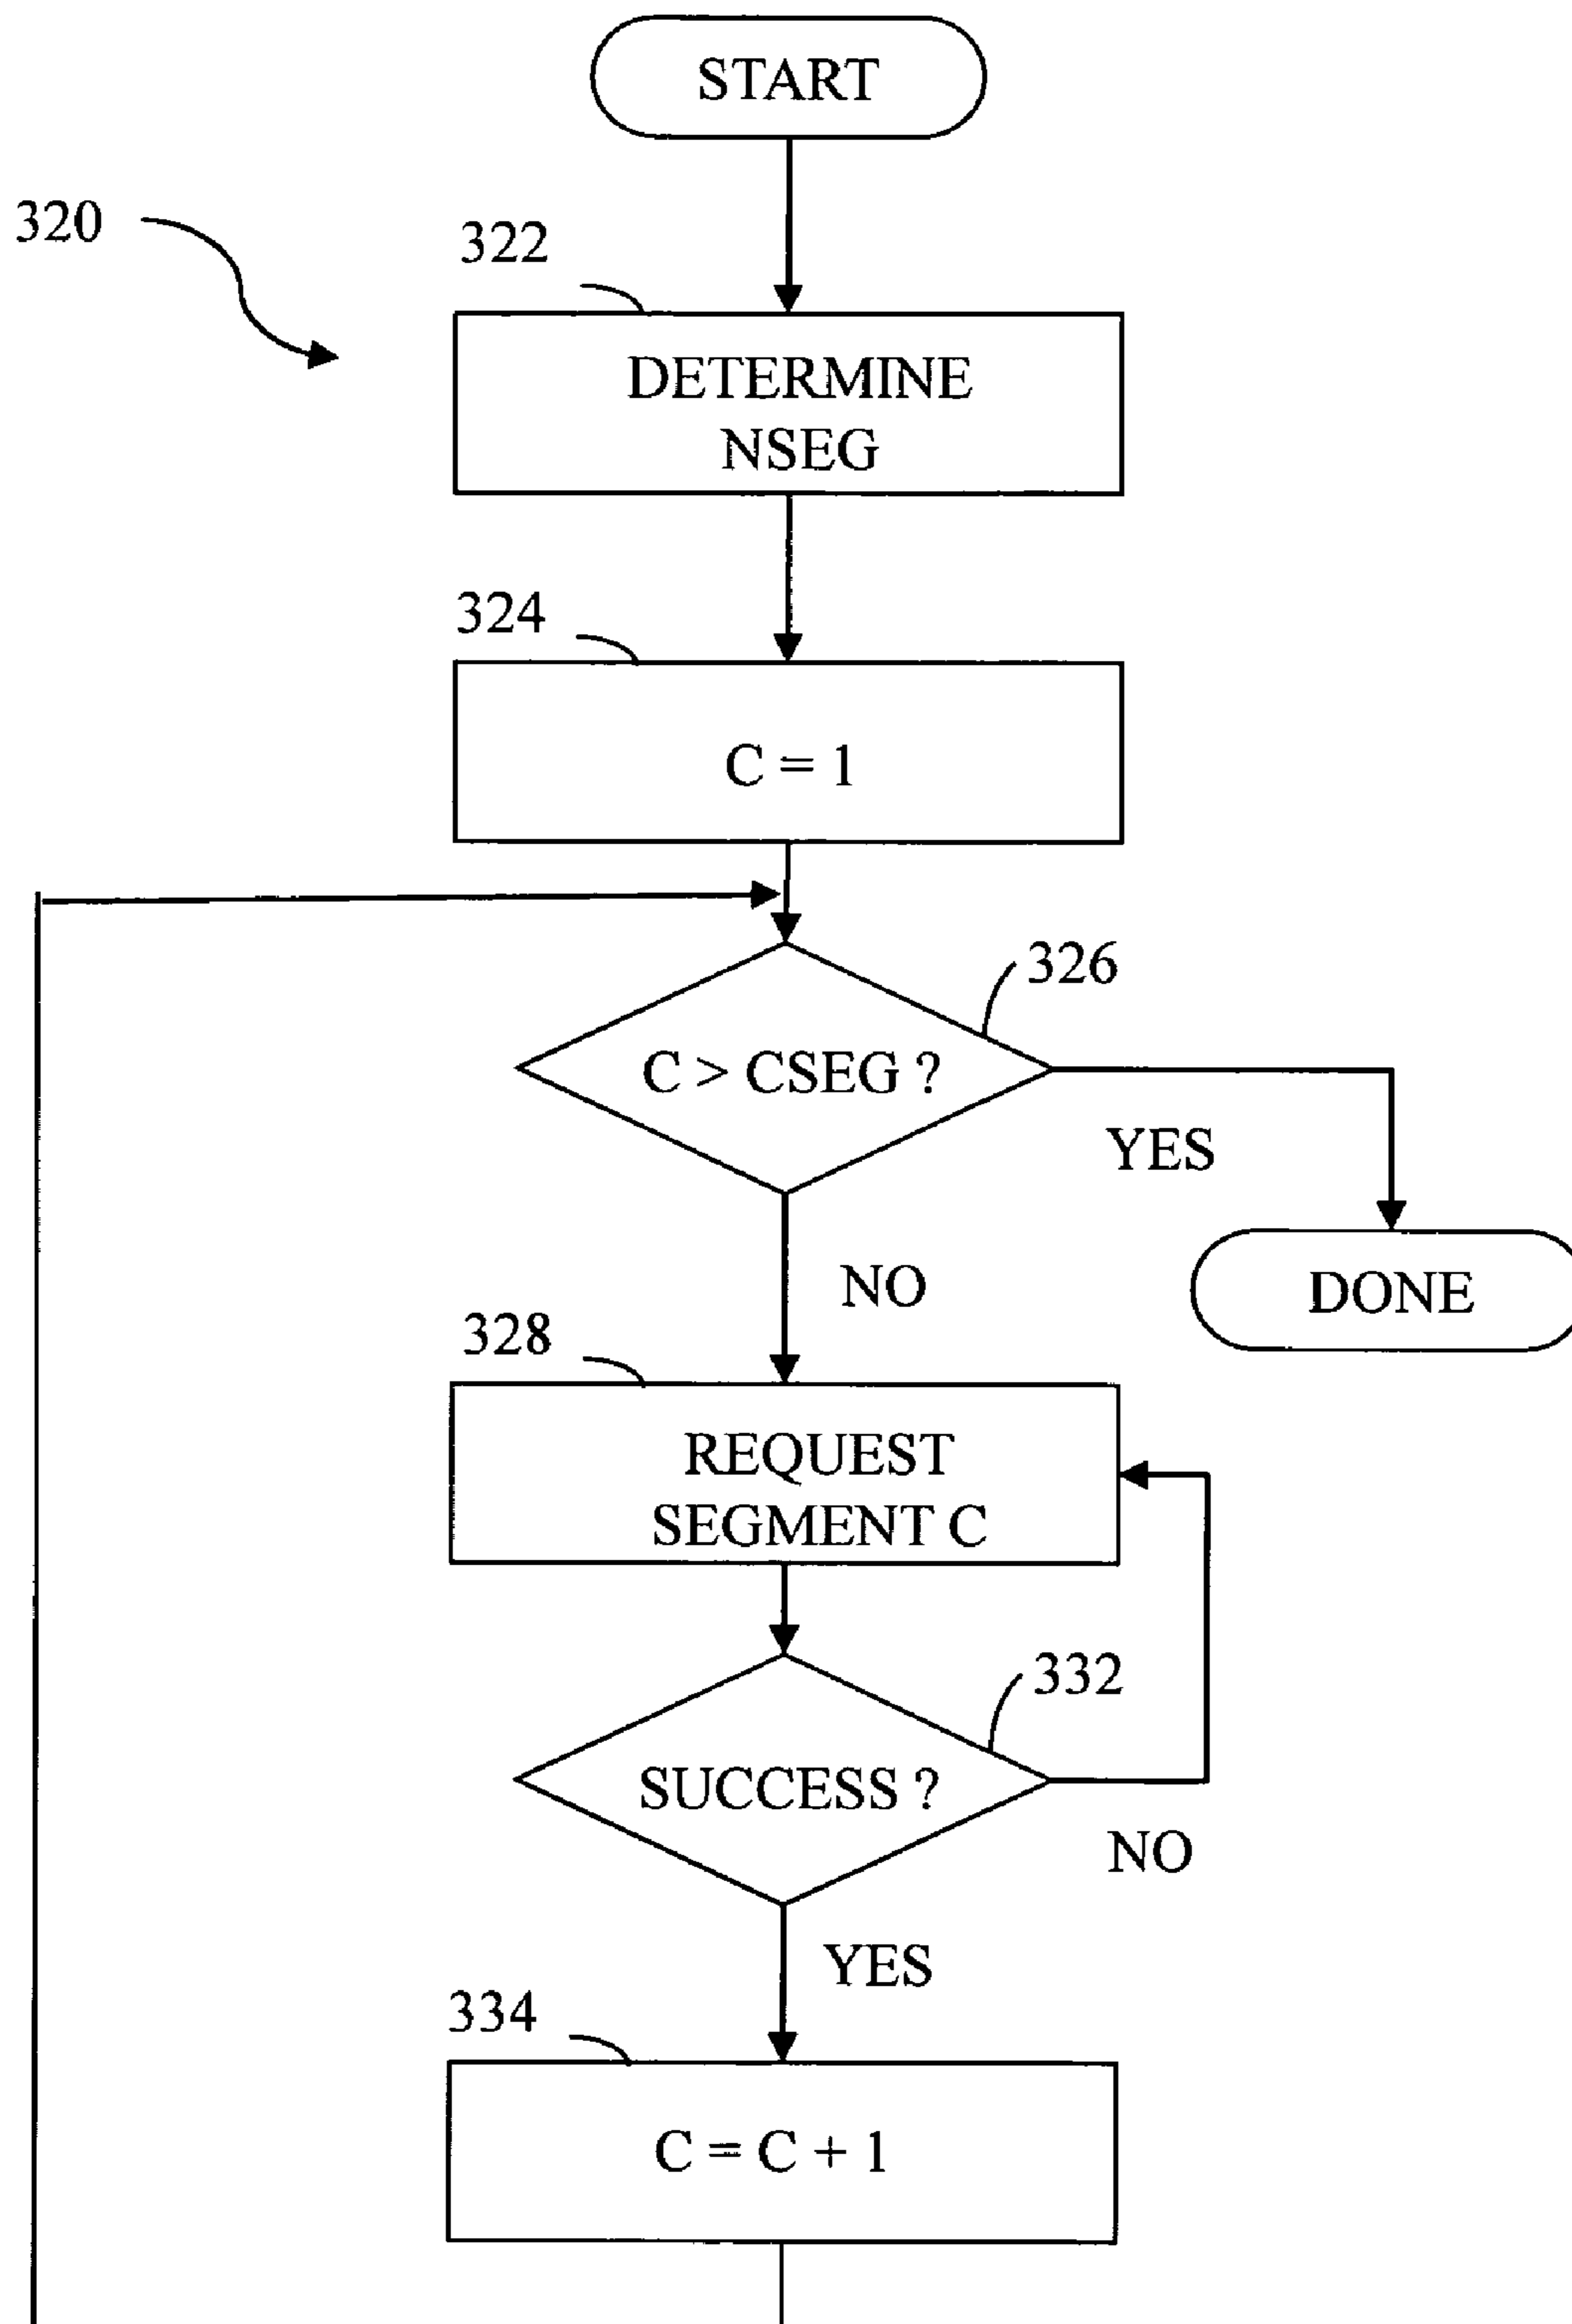 START
320
322
DETERMINE
NSEG
324
C = 1
326
C > CSEG ?
YES
DONE
NO
328
REQUEST
SEGMENT C
332
SUCCESS ?
NO
YES
334
C = C + 1